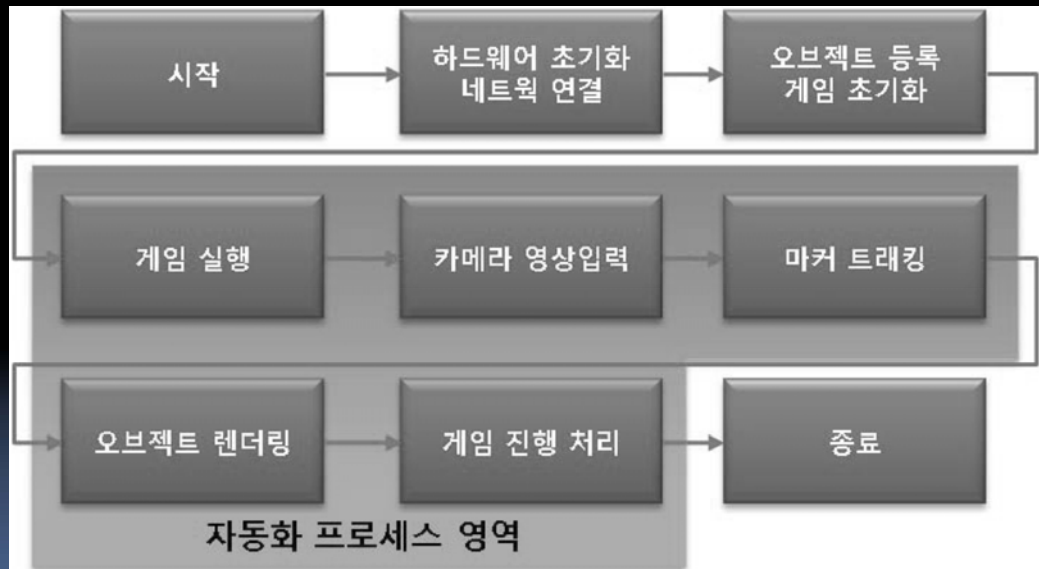 시작
하드웨어 초기화
네트웍 연결
오브젝트 등록
게임 초기화
게임 실행
카메라 영상입력
마커 트래킹
오브젝트 렌더링
게임 진행 처리
종료
자동화 프로세스 영역